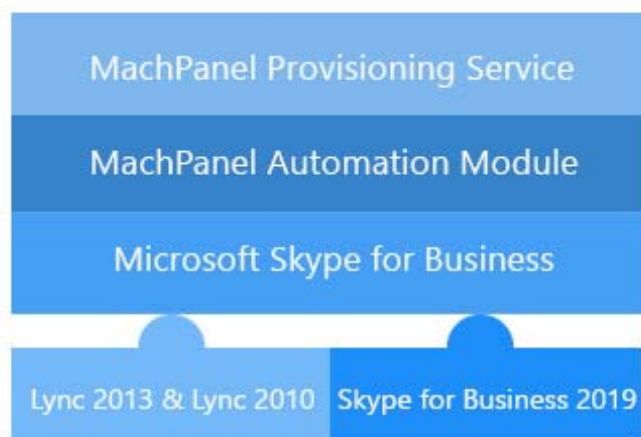 MachPanel Provisioning Service
MachPanel Automation Module
Microsoft Skype for Business
Lync 2013 & Lync 2010
Skype for Business 2019